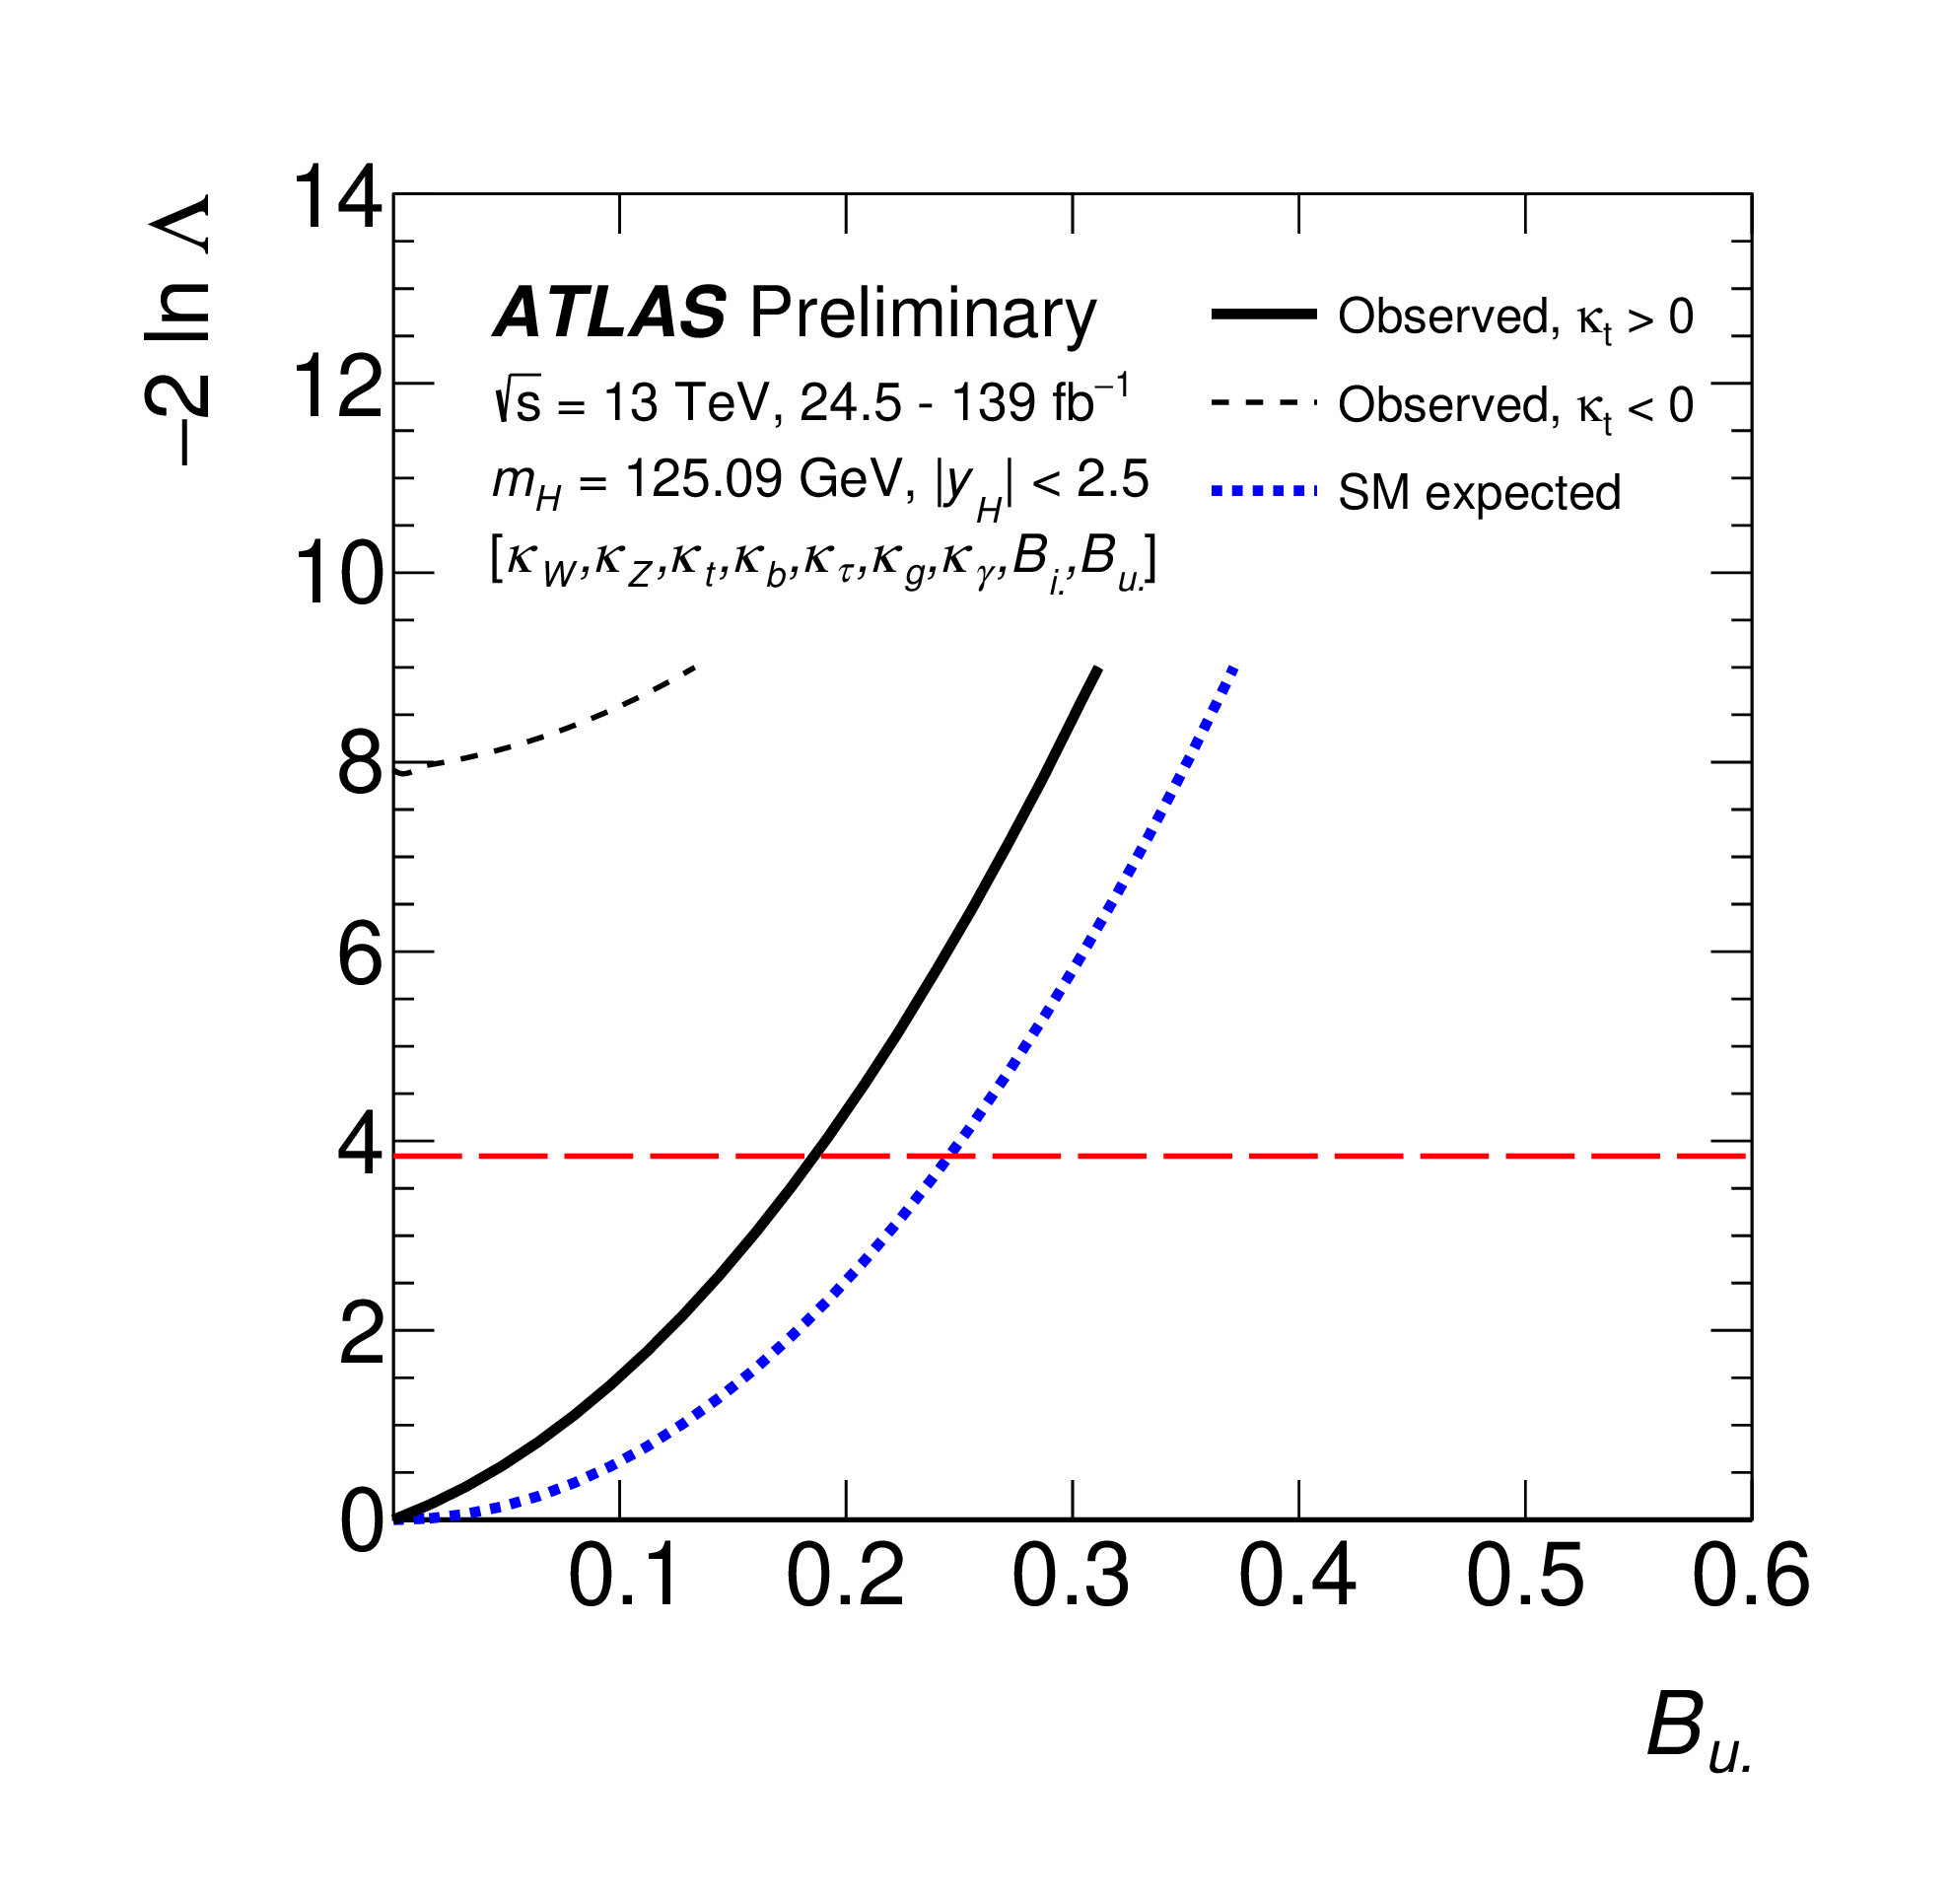 −2 ln Λ
14
12
10
8
6
4
2
0
ATLAS Preliminary
√s = 13 TeV, 24.5 - 139 fb⁻¹
m_H = 125.09 GeV, |y_H| < 2.5
[κ_W,κ_Z,κ_t,κ_b,κ_τ,κ_g,κ_γ,B_i.,B_u.]
Observed, κ_t > 0
Observed, κ_t < 0
SM expected
0.1 0.2 0.3 0.4 0.5 0.6
B_u.